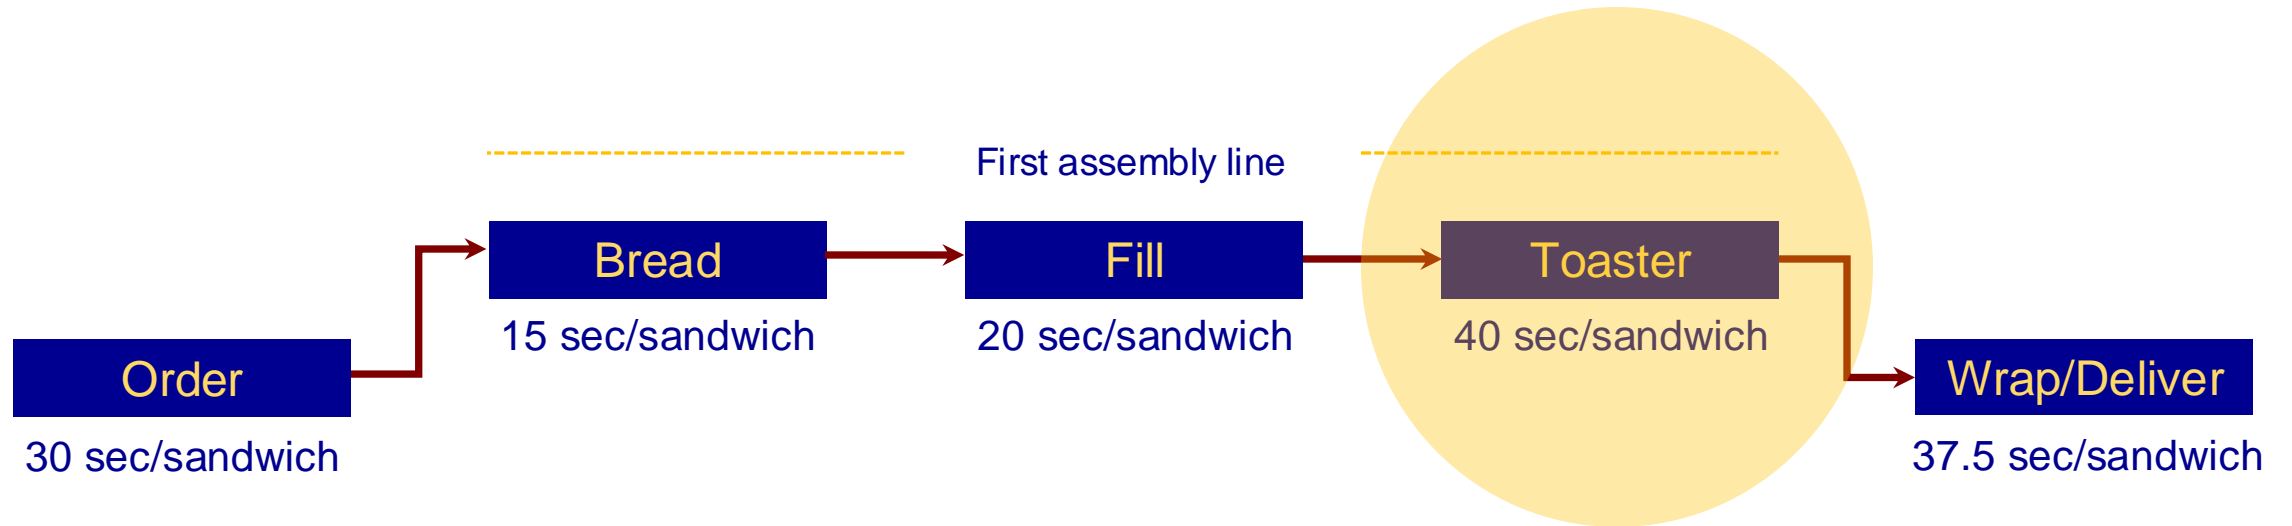 First assembly line
Order
30 sec/sandwich
Bread
15 sec/sandwich
Fill
20 sec/sandwich
Toaster
40 sec/sandwich
Wrap/Deliver
37.5 sec/sandwich